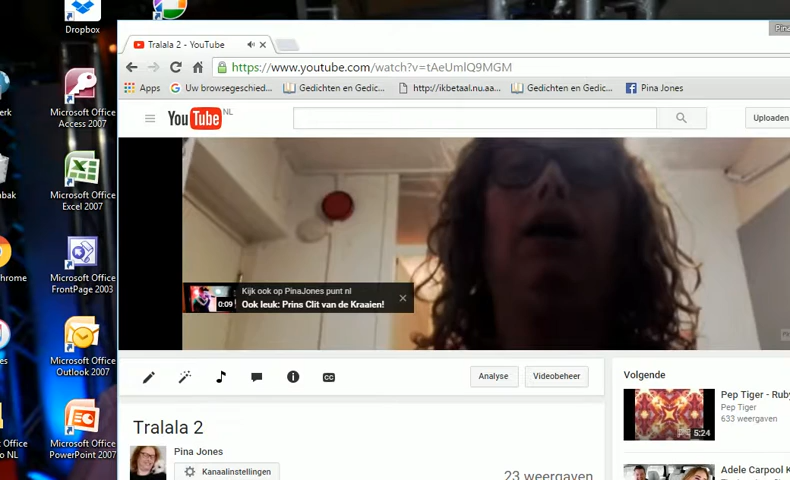 Dropbox
Tralala 2 - YouTube
Pina
https://www.youtube.com/watch?v=tAeUmlQ9MGM
Apps
Uw browsegeschied...
Gedichten en Gedic...
http://ikbetaal.nu.aa...
Gedichten en Gedic...
Pina Jones
Microsoft Office
Access 2007
YouTube NL
Uploaden
Microsoft Office
Excel 2007
Microsoft Office
FrontPage 2003
Kijk ook op PinaJones punt nl
Ook leuk: Prins Clit van de Kraaien!
0:09
Microsoft Office
Outlook 2007
CC
Analyse
Videobeheer
Volgende
Pep Tiger - Ruby
Pep Tiger
633 weergaven
5:24
Tralala 2
Pina Jones
Kanaalinstellingen
23 weergaven
Adele Carpool K
Microsoft Office
PowerPoint 2007